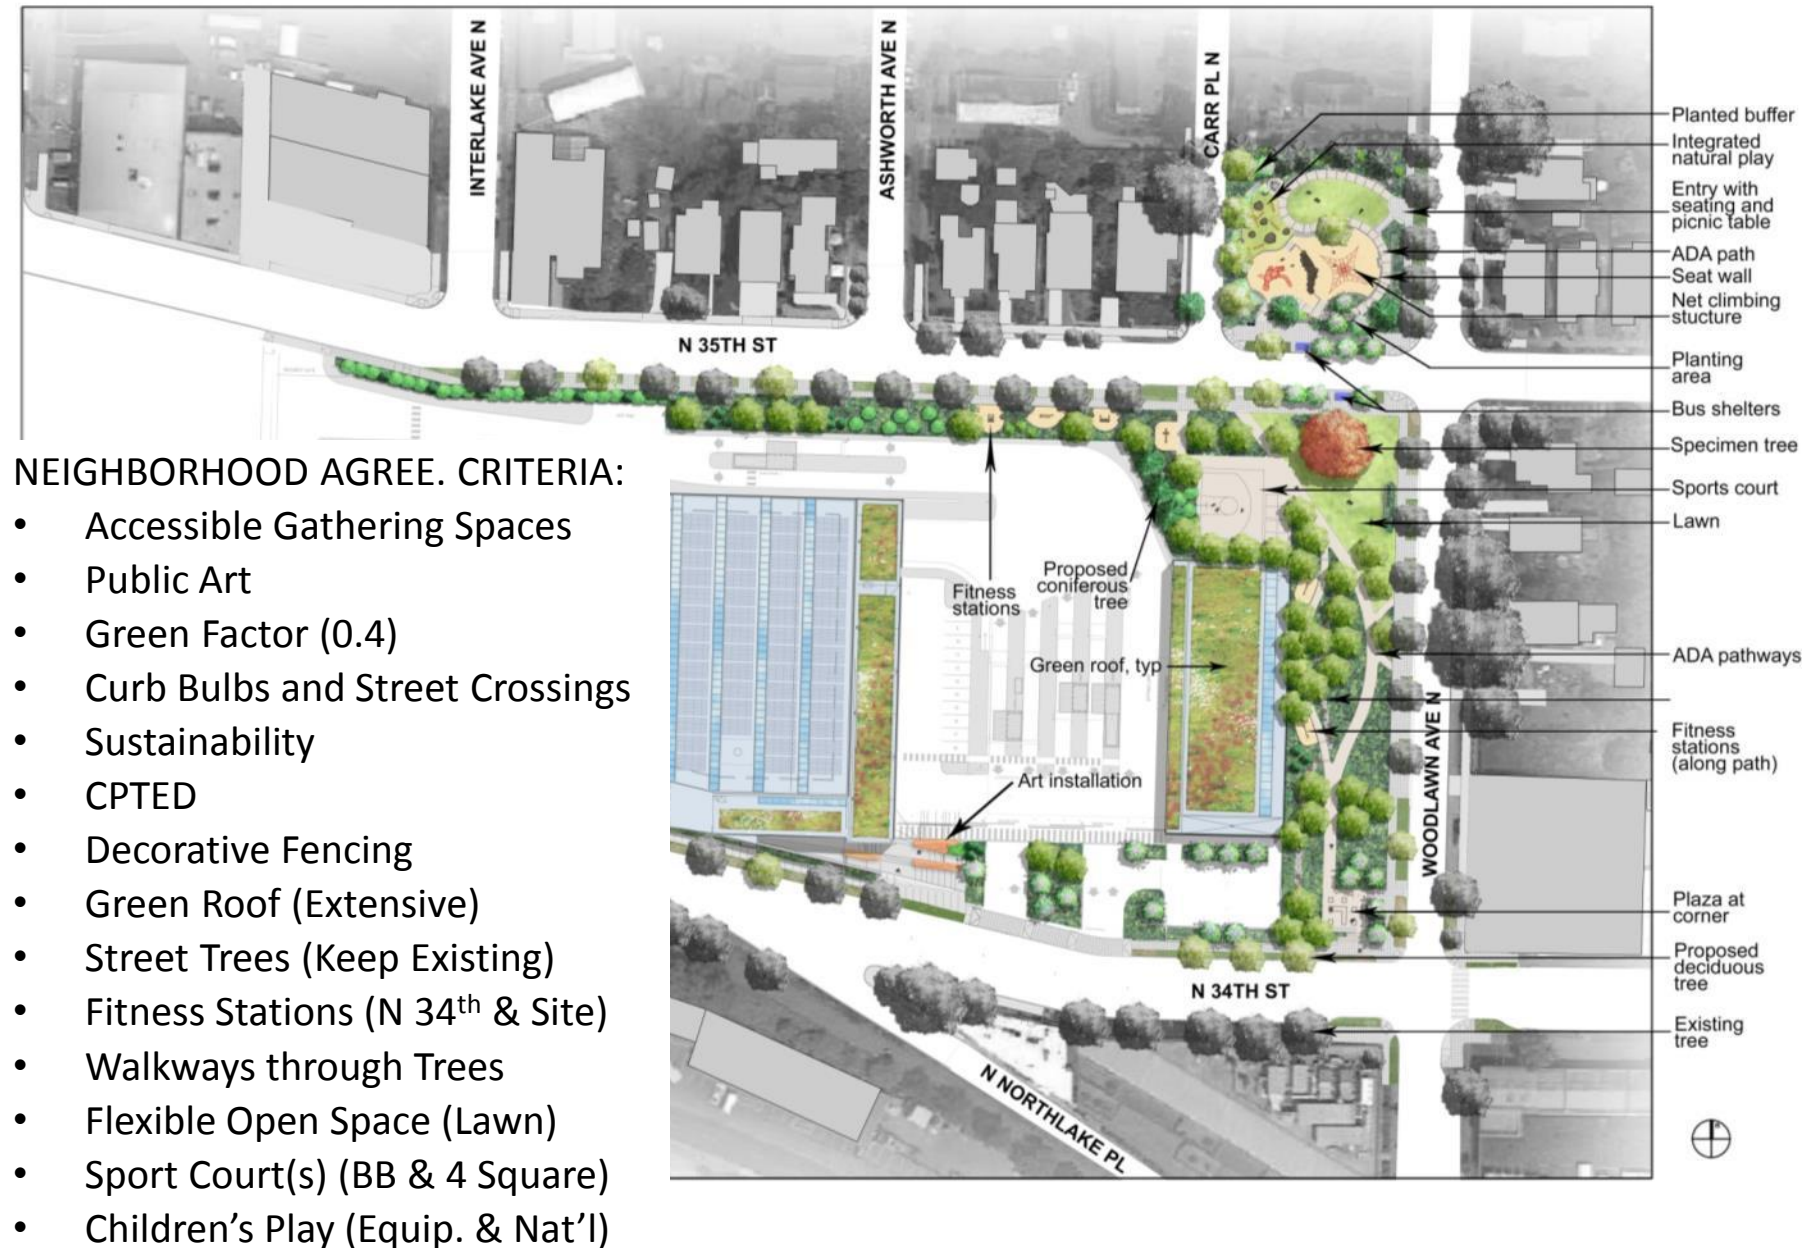 INTERLAKE AVE N
ASHWORTH AVE N
CARR PL N
N 35TH ST
Planted buffer
Integrated
natural play
Entry with
seating and
picnic table
ADA path
Seat wall
Net climbing
stucture
Planting
area
Bus shelters
Specimen tree
Sports court
Lawn
ADA pathways
Fitness
stations
(along path)
Plaza at
corner
Proposed
deciduous
tree
Existing
tree
Fitness
stations
Proposed
coniferous
tree
Green roof, typ
Art installation
WOODLAWN AVE N
N 34TH ST
N NORTHLAKE PL
NEIGHBORHOOD AGREE. CRITERIA:
• Accessible Gathering Spaces
• Public Art
• Green Factor (0.4)
• Curb Bulbs and Street Crossings
• Sustainability
• CPTED
• Decorative Fencing
• Green Roof (Extensive)
• Street Trees (Keep Existing)
• Fitness Stations (N 34th & Site)
• Walkways through Trees
• Flexible Open Space (Lawn)
• Sport Court(s) (BB & 4 Square)
• Children’s Play (Equip. & Nat’l)